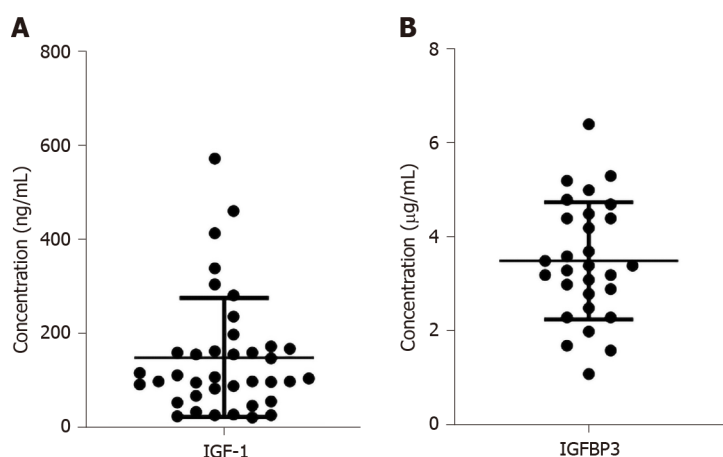 A
Concentration (ng/mL)
800
600
400
200
0
IGF-1
B
Concentration (μg/mL)
8
6
4
2
0
IGFBP3